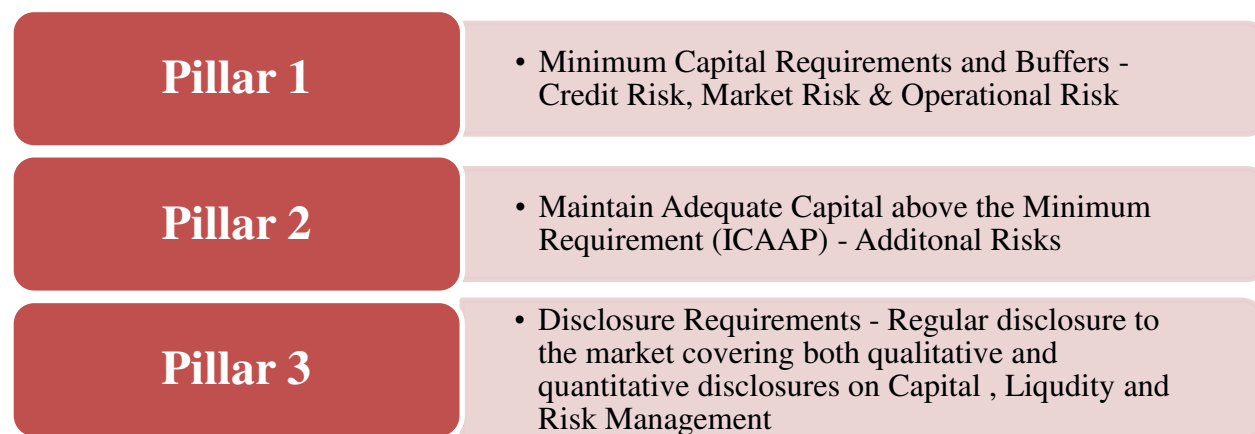 Pillar 1
• Minimum Capital Requirements and Buffers -
Credit Risk, Market Risk & Operational Risk
Pillar 2
• Maintain Adequate Capital above the Minimum
Requirement (ICAAP) - Additonal Risks
Pillar 3
• Disclosure Requirements - Regular disclosure to
the market covering both qualitative and
quantitative disclosures on Capital , Liqudity and
Risk Management